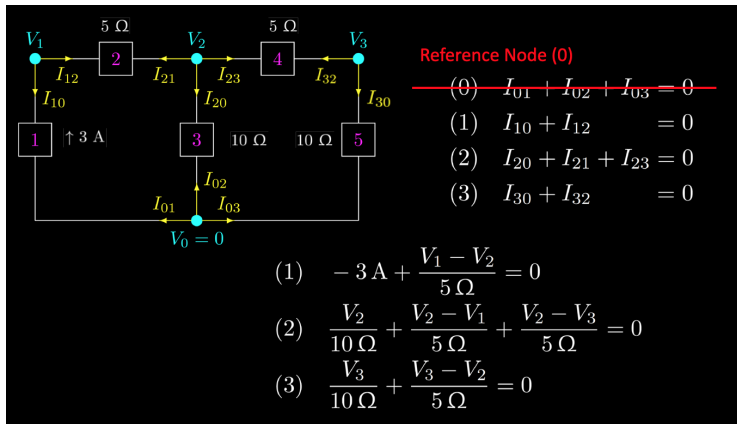 5 Ω 5 Ω
V₁ V₂ V₃
2 4
I₁₂ I₂₁ I₂₃ I₃₂
I₁₀ I₂₀ I₃₀
1 ↑ 3 A 3 10 Ω 10 Ω 5
I₀₂
I₀₁ I₀₃
V₀ = 0
Reference Node (0)
(0) I₀₁ + I₀₂ + I₀₃ = 0
(1) I₁₀ + I₁₂ = 0
(2) I₂₀ + I₂₁ + I₂₃ = 0
(3) I₃₀ + I₃₂ = 0
(1) − 3 A + (V₁ − V₂)/(5 Ω) = 0
(2) V₂/(10 Ω) + (V₂ − V₁)/(5 Ω) + (V₂ − V₃)/(5 Ω) = 0
(3) V₃/(10 Ω) + (V₃ − V₂)/(5 Ω) = 0